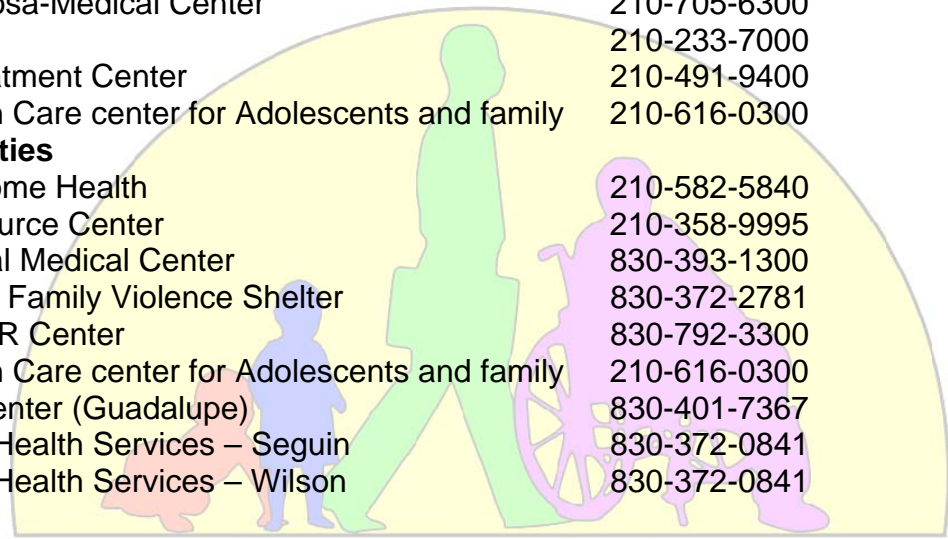 osa-Medical Center 210-705-6300
210-233-7000
atment Center 210-491-9400
n Care center for Adolescents and family 210-616-0300
ties
ome Health 210-582-5840
urce Center 210-358-9995
al Medical Center 830-393-1300
Family Violence Shelter 830-372-2781
R Center 830-792-3300
n Care center for Adolescents and family 210-616-0300
enter (Guadalupe) 830-401-7367
Health Services – Seguin 830-372-0841
Health Services – Wilson 830-372-0841